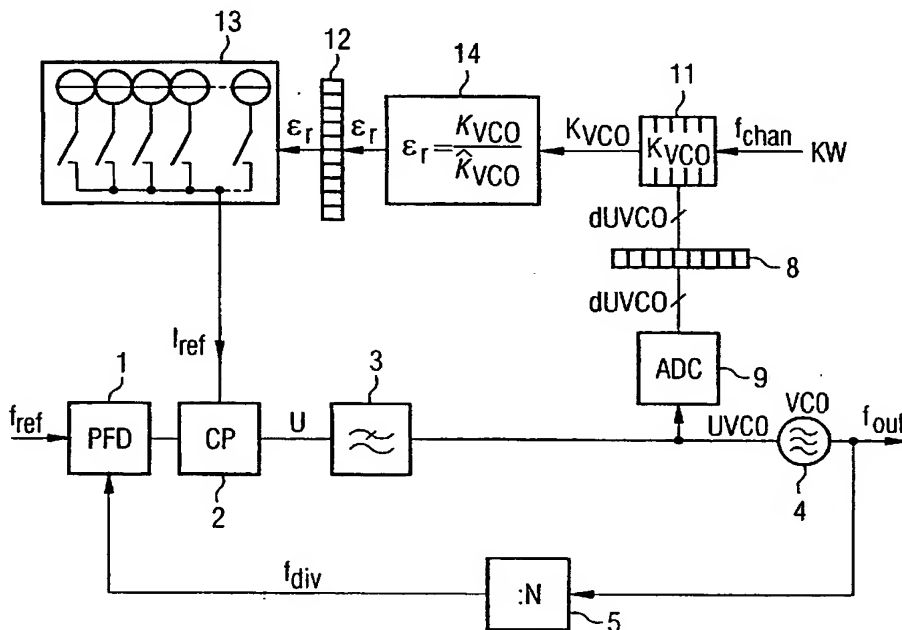 13
12
14
11
εr
εr
εr = KVCO / K̂VCO
KVCO
KVCO
fchan
KW
dUVCO
8
dUVCO
Iref
ADC
9
1
3
VCO
fref
PFD
CP
U
UVCO
fout
2
4
fdiv
:N
5